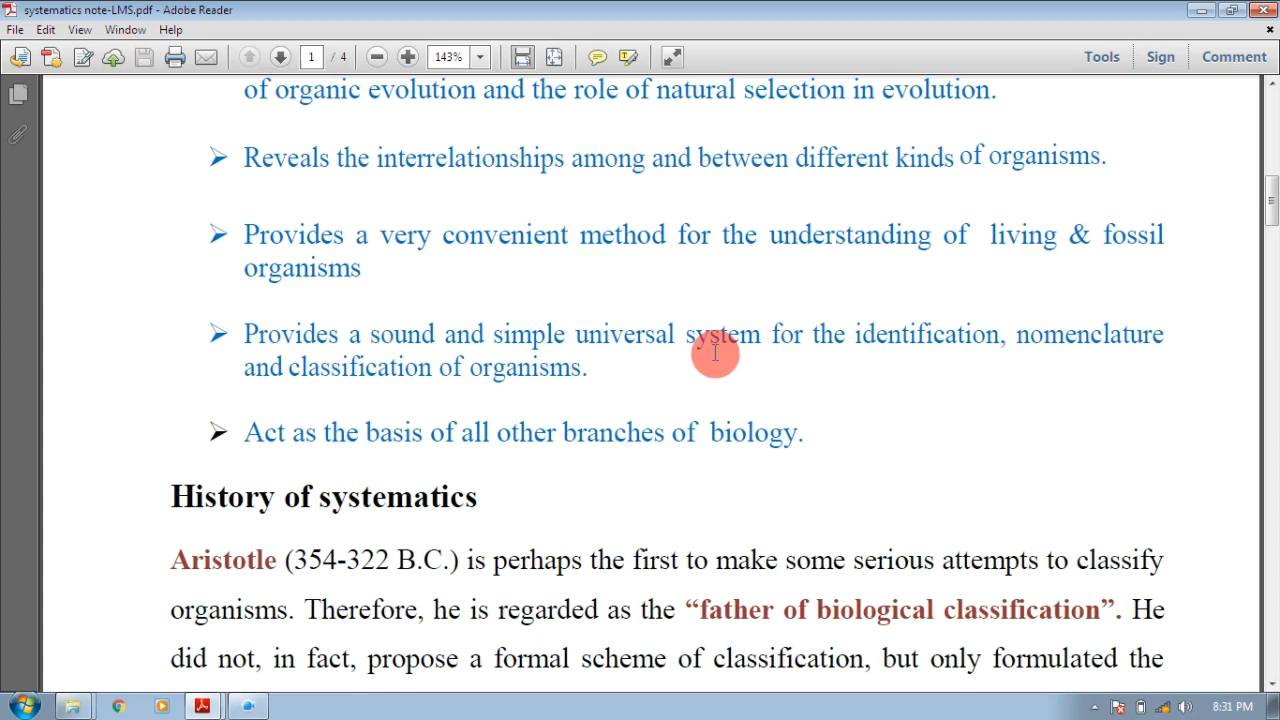 systematics note-LMS.pdf - Adobe Reader
File Edit View Window Help
1 / 4 143% Tools Sign Comment
of organic evolution and the role of natural selection in evolution.
➢ Reveals the interrelationships among and between different kinds of organisms.
➢ Provides a very convenient method for the understanding of living & fossil
organisms
➢ Provides a sound and simple universal system for the identification, nomenclature
and classification of organisms.
➢ Act as the basis of all other branches of biology.
History of systematics
Aristotle (354-322 B.C.) is perhaps the first to make some serious attempts to classify
organisms. Therefore, he is regarded as the “father of biological classification”. He
did not, in fact, propose a formal scheme of classification, but only formulated the
8:31 PM